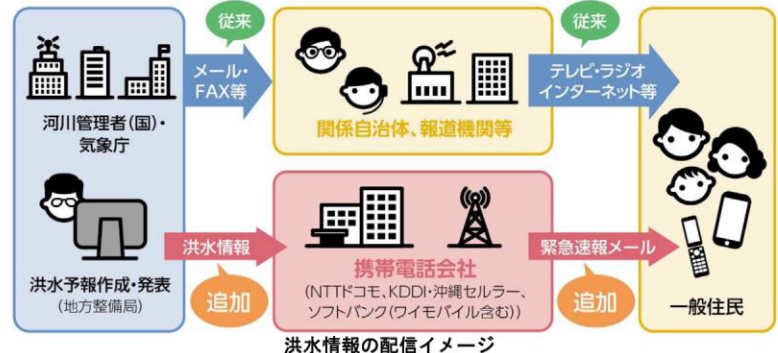 従来
従来
河川管理者(国)・
気象庁
メール・
FAX等
関係自治体、報道機関等
テレビ・ラジオ
インターネット等
洪水予報作成・発表
(地方整備局)
洪水情報
追加
携帯電話会社
(NTTドコモ、KDDI・沖縄セルラー、
ソフトバンク(ワイモバイル含む))
緊急速報メール
追加
一般住民
洪水情報の配信イメージ